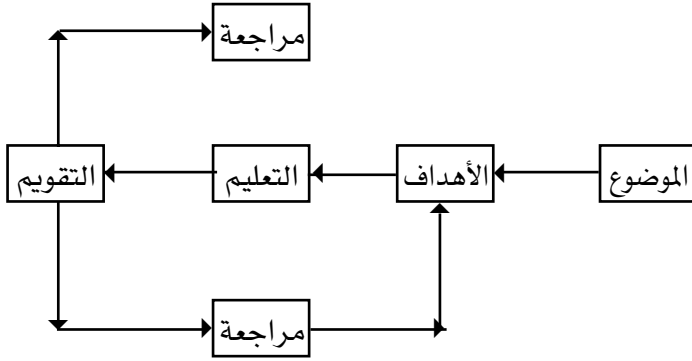 مراجعة
الموضوع
الأهداف
التعليم
التقويم
مراجعة